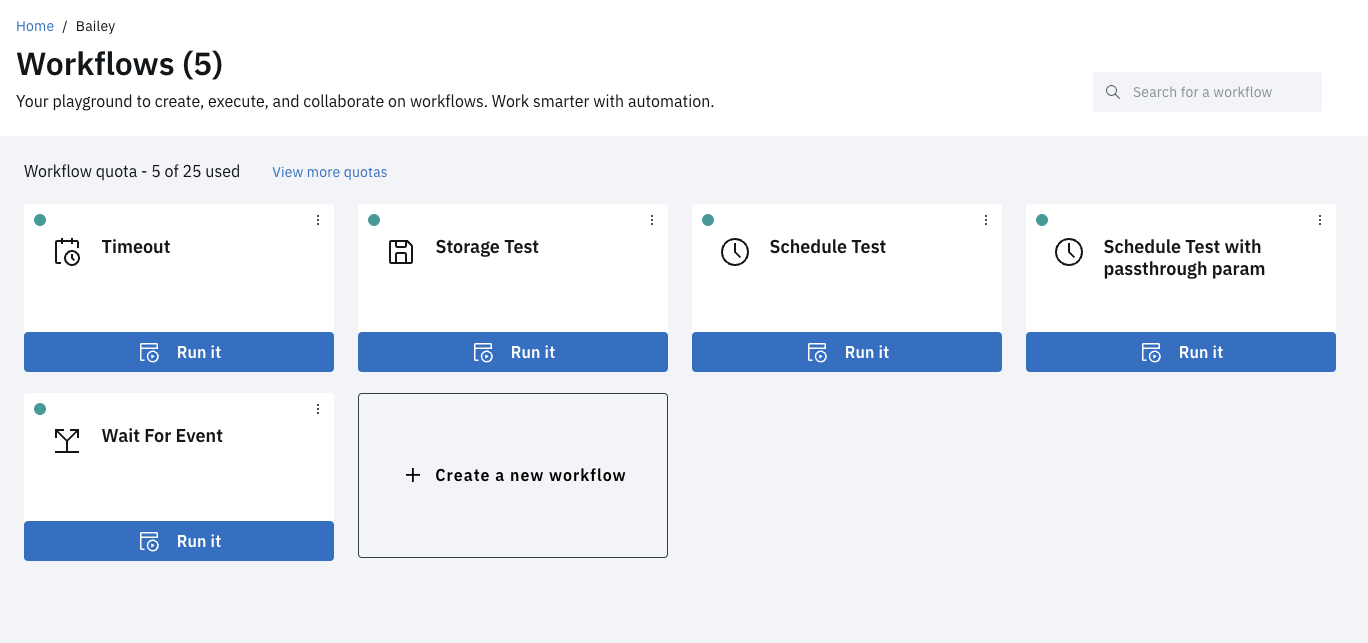 Home / Bailey
Workflows (5)
Your playground to create, execute, and collaborate on workflows. Work smarter with automation.
Search for a workflow
Workflow quota - 5 of 25 used
View more quotas
Timeout
Run it
Storage Test
Run it
Schedule Test
Run it
Schedule Test with
passthrough param
Run it
Wait For Event
Run it
Create a new workflow